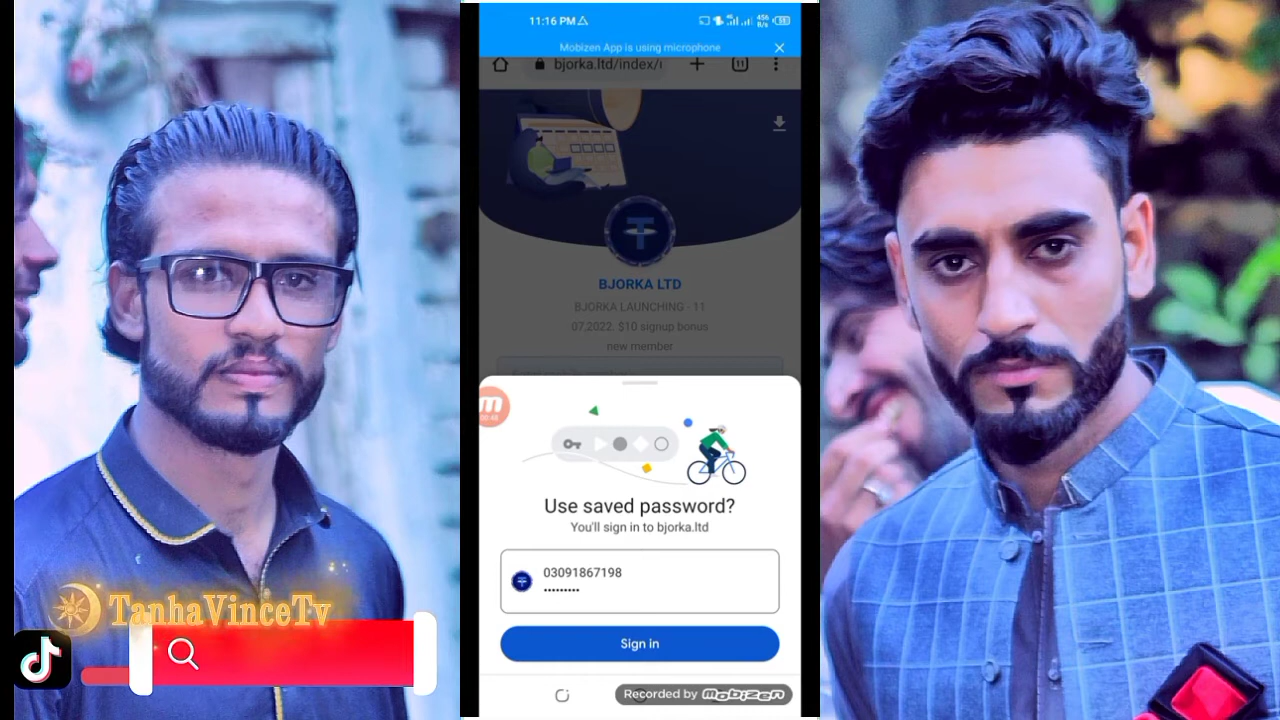 11:16 PM
456
B/s
Mobizen App is using microphone
bjorka.ltd/index/
BJORKA LTD
BJORKA LAUNCHING - 11
07,2022. $10 signup bonus
new member
Use saved password?
You'll sign in to bjorka.ltd
03091867198
•••••••••
Sign in
Recorded by mobizen
TanhaVinceTv